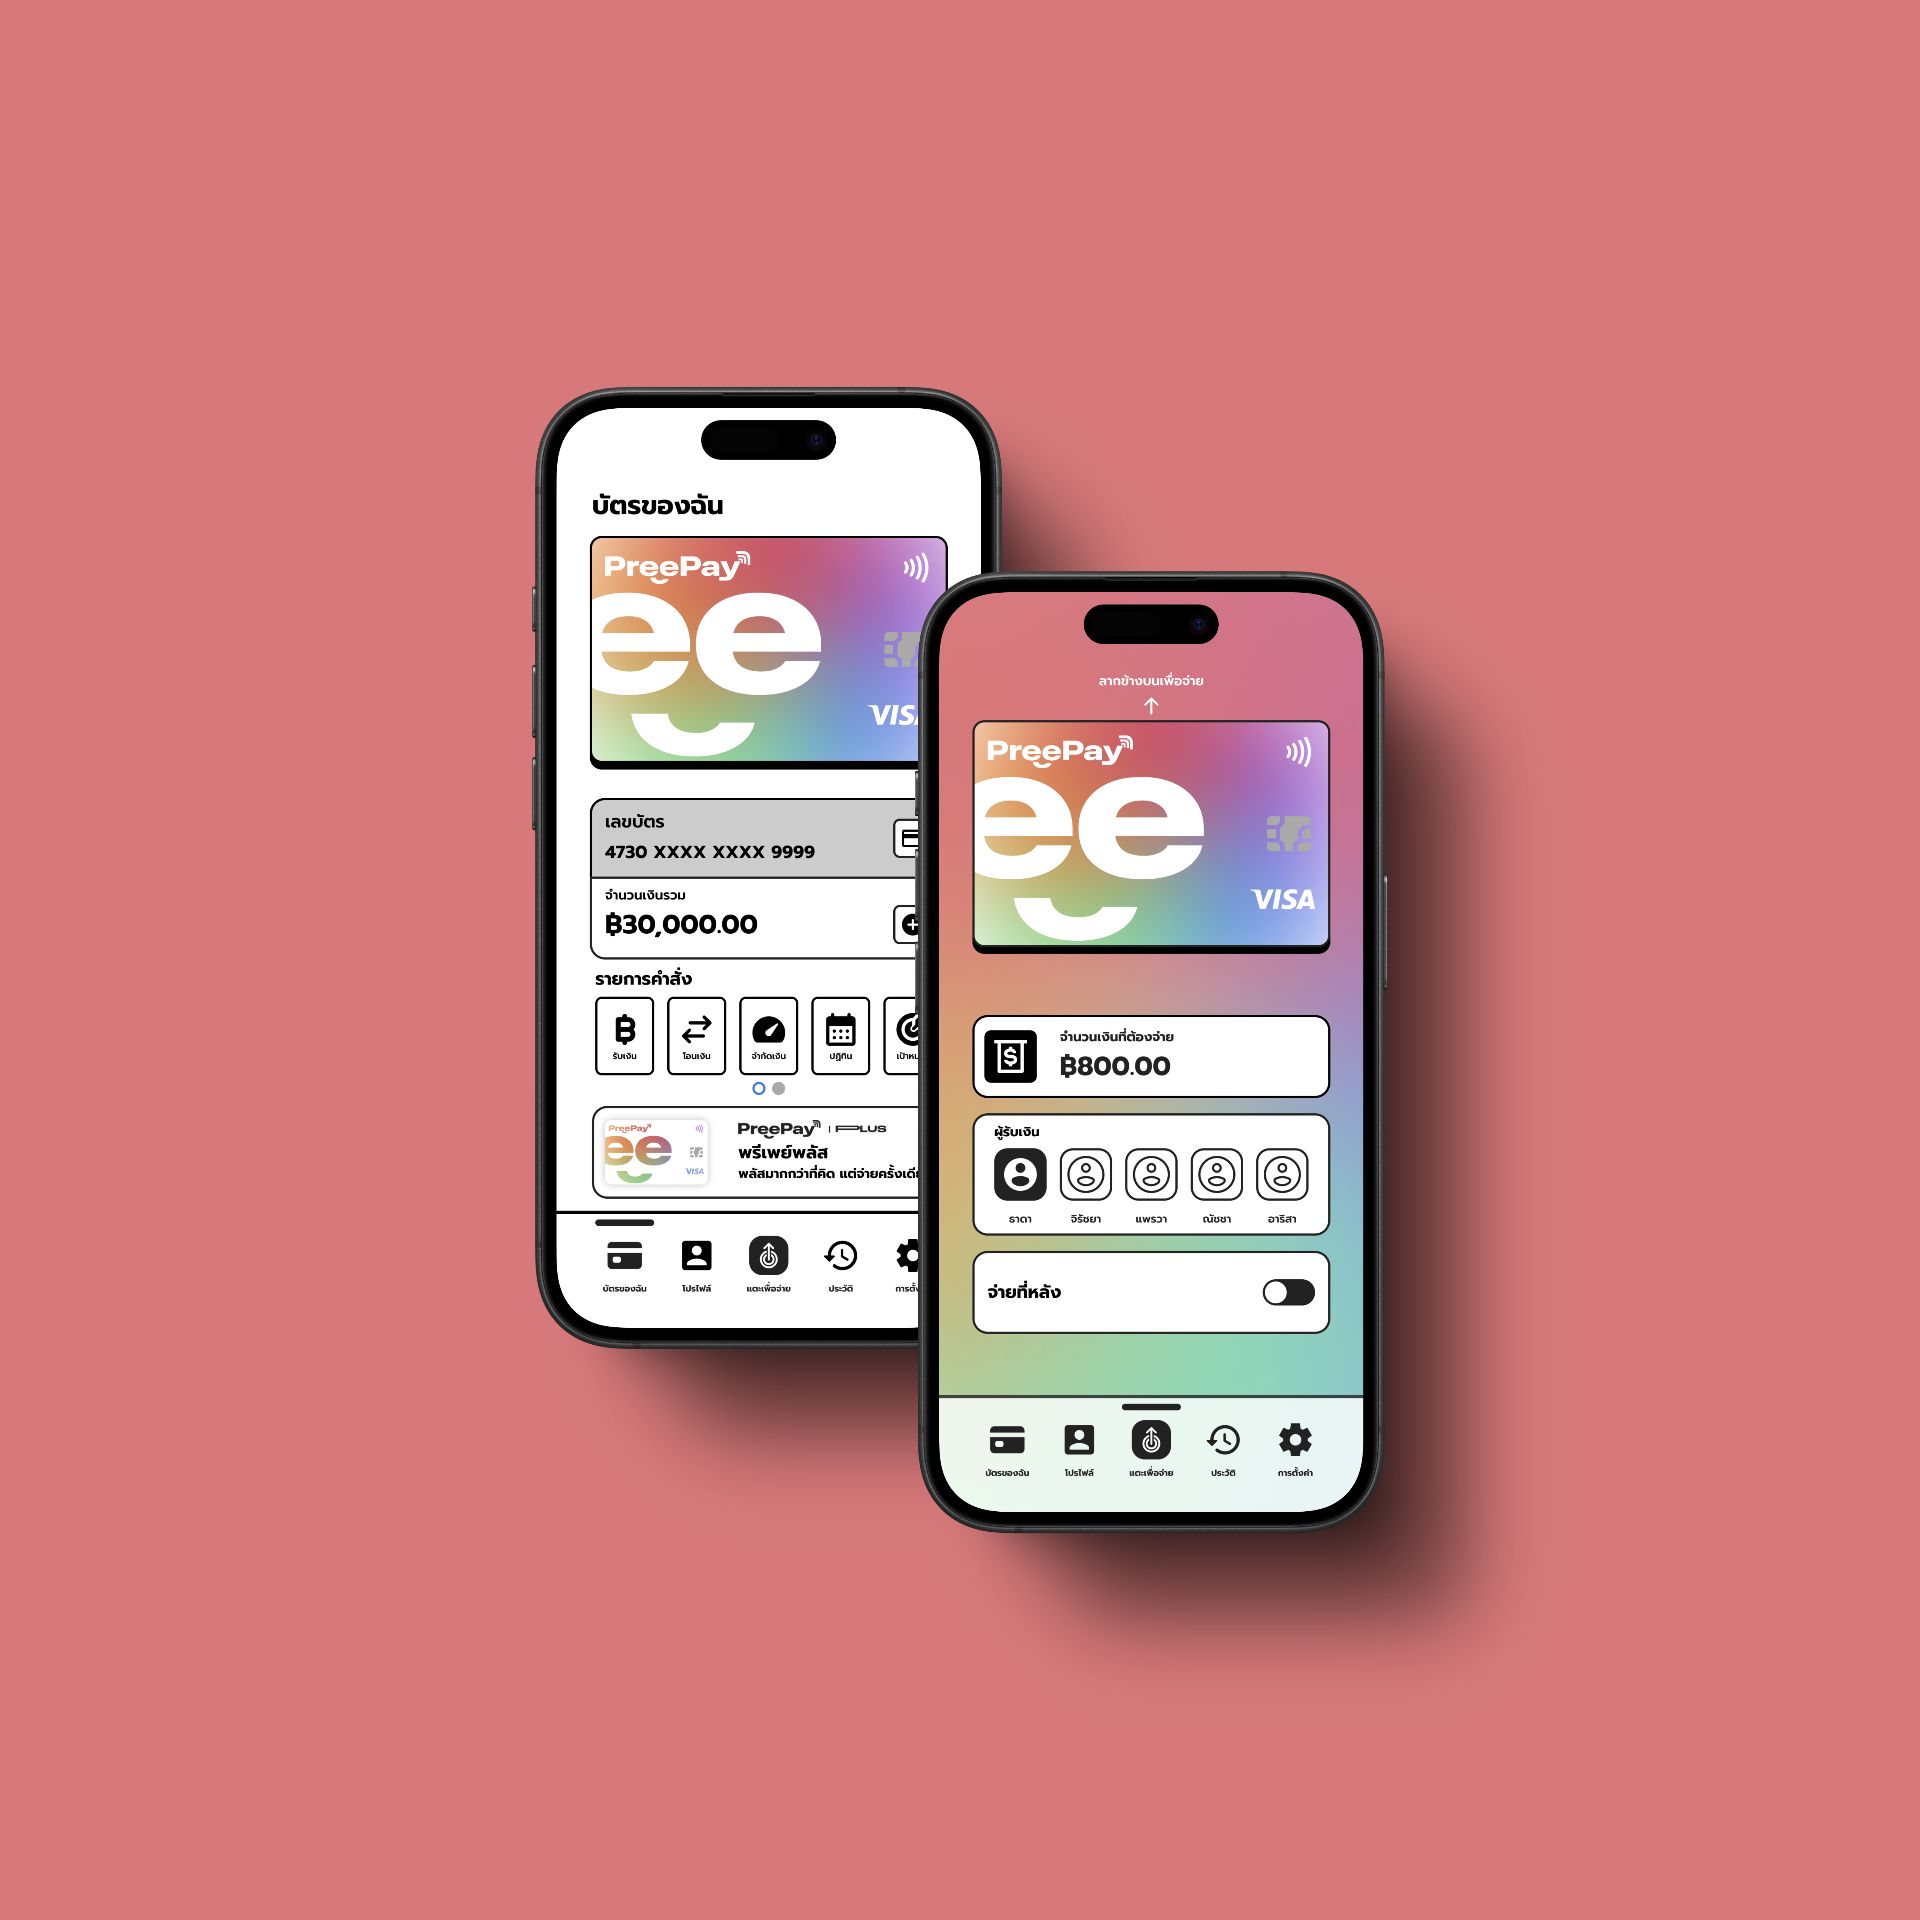 บัตรของฉัน
PreePay
ee
VISA
เลขบัตร
4730 XXXX XXXX 9999
จำนวนเงินรวม
฿30,000.00
รายการคำสั่ง
รับเงิน
โอนเงิน
จำกัดเงิน
ปฏิทิน
PreePay
ee
VISA
PreePay | PLUS
พรีเพย์พลัส
พลัสมากกว่าที่คิด แต่จ่ายครั้งเดีย
บัตรของฉัน
โปรไฟล์
แตะเพื่อจ่าย
ประวัติ
การตั้ง
ลากข้างบนเพื่อจ่าย
PreePay
ee
VISA
จำนวนเงินที่ต้องจ่าย
฿800.00
ผู้รับเงิน
ธาดา
จิรัชยา
แพรวา
ณัชชา
อาริสา
จ่ายที่หลัง
บัตรของฉัน
โปรไฟล์
แตะเพื่อจ่าย
ประวัติ
การตั้งค่า